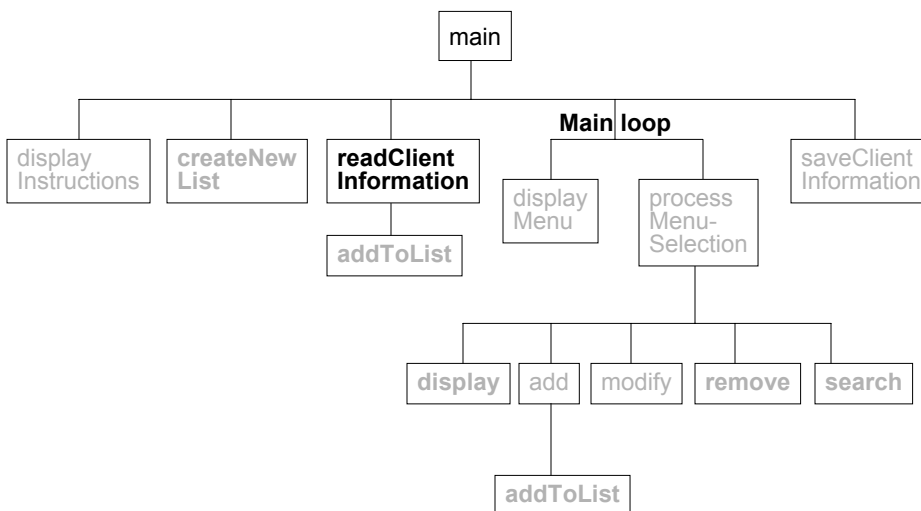 main
Main loop
display
Instructions
createNew
List
readClient
Information
display
Menu
process
Menu-
Selection
saveClient
Information
addToList
display
add
modify
remove
search
addToList